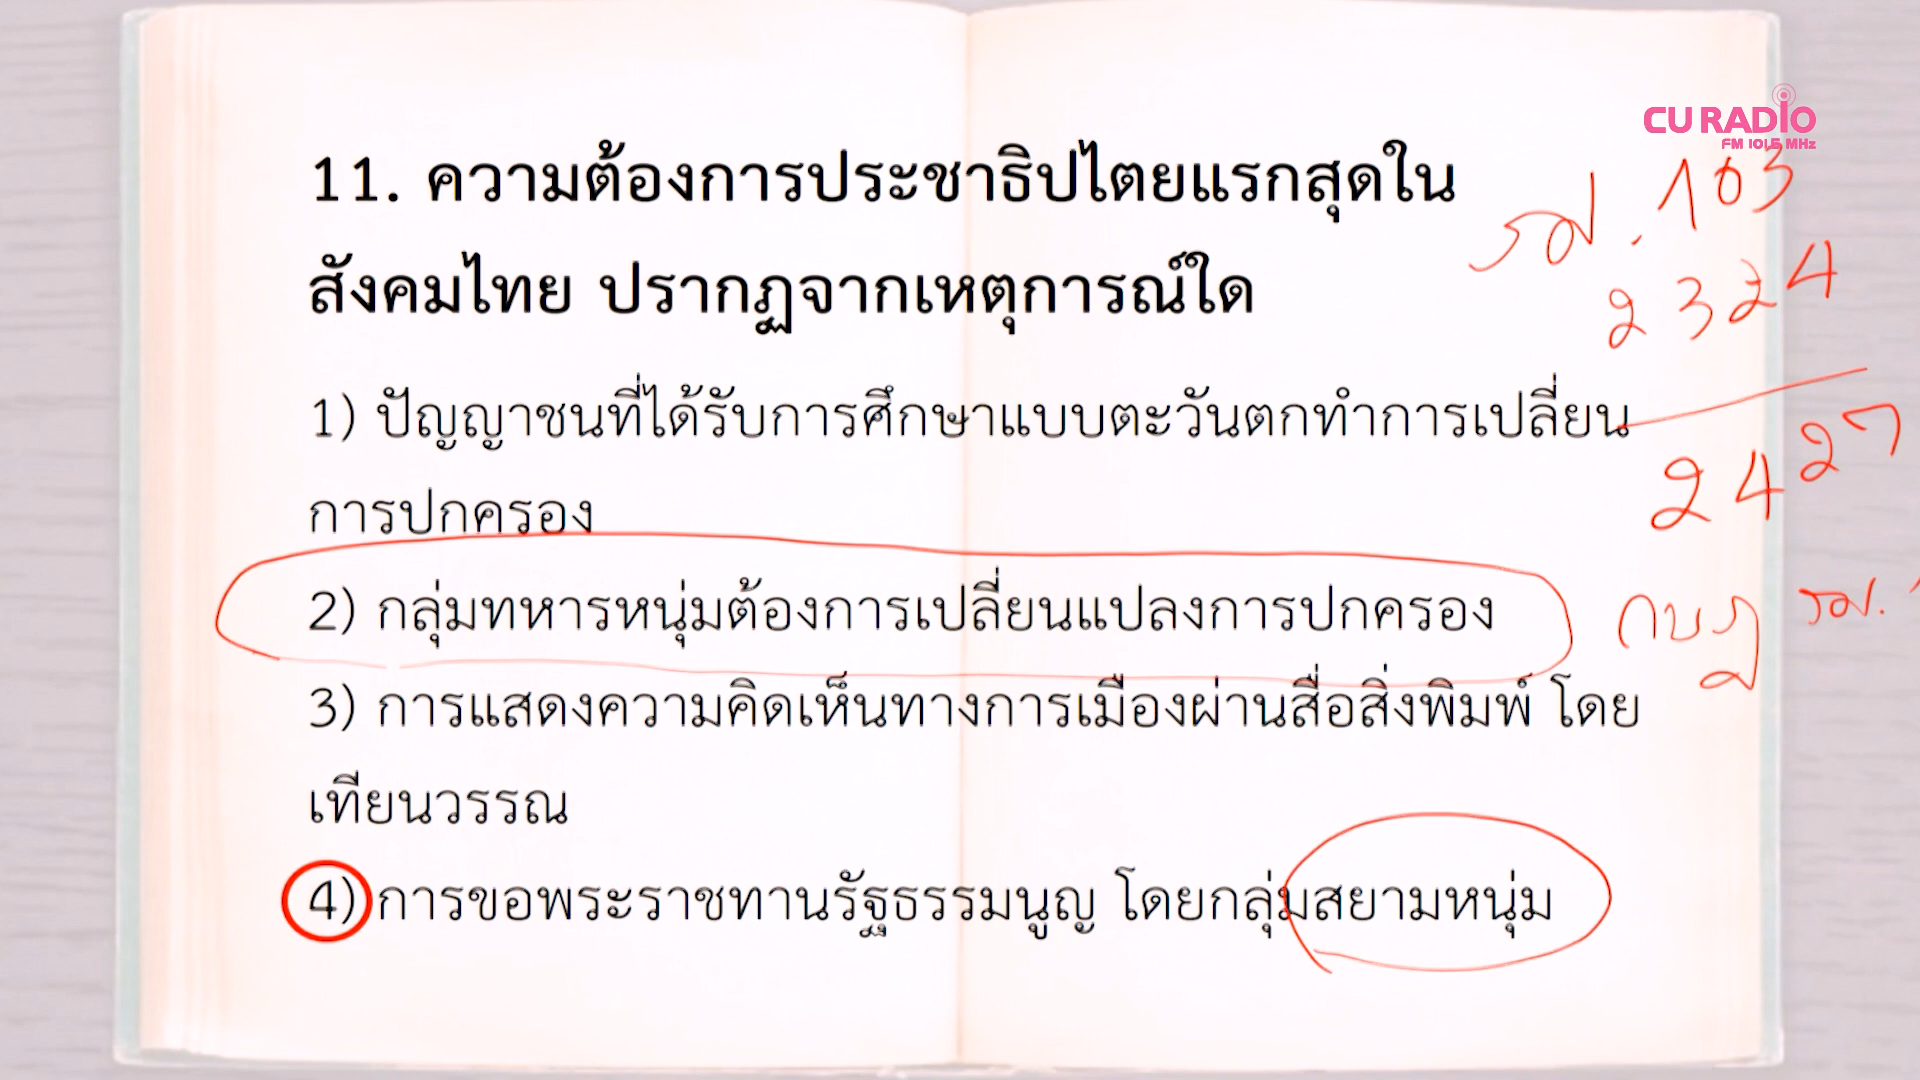 CU RADIO
FM 101.5 MHz
11. ความต้องการประชาธิปไตยแรกสุดใน
สังคมไทย ปรากฏจากเหตุการณ์ใด
รศ. 103
2324
1) ปัญญาชนที่ได้รับการศึกษาแบบตะวันตกทำการเปลี่ยน
การปกครอง
2427
2) กลุ่มทหารหนุ่มต้องการเปลี่ยนแปลงการปกครอง
กบฏ รศ.
3) การแสดงความคิดเห็นทางการเมืองผ่านสื่อสิ่งพิมพ์ โดย
เทียนวรรณ
4) การขอพระราชทานรัฐธรรมนูญ โดยกลุ่มสยามหนุ่ม